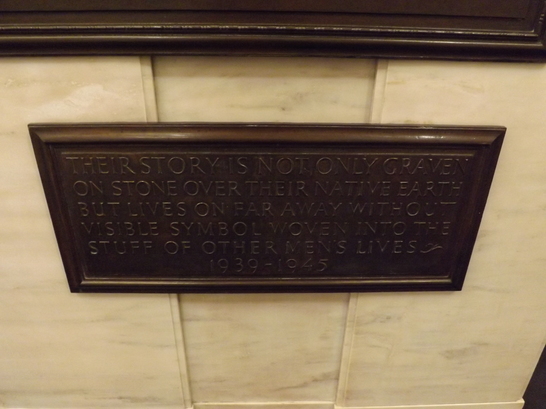 THEIR STORY IS NOT ONLY GRAVEN
ON STONE OVER THEIR NATIVE EARTH
BUT LIVES ON FAR AWAY WITHOUT
VISIBLE SYMBOL WOVEN INTO THE
STUFF OF OTHER MEN'S LIVES
1939-1945